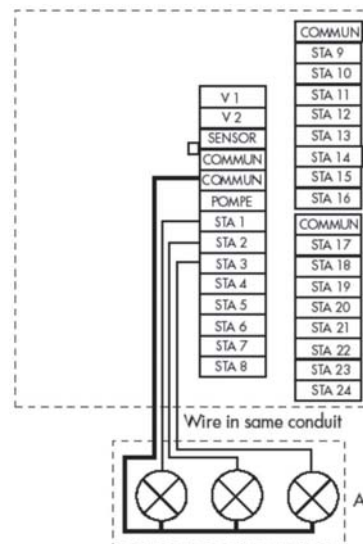 COMMUN
STA 9
STA 10
STA 11
STA 12
STA 13
STA 14
STA 15
STA 16
V 1
V 2
SENSOR
COMMUN
COMMUN
POMPE
STA 1
STA 2
STA 3
STA 4
STA 5
STA 6
STA 7
STA 8
COMMUN
STA 17
STA 18
STA 19
STA 20
STA 21
STA 22
STA 23
STA 24
Wire in same conduit
A